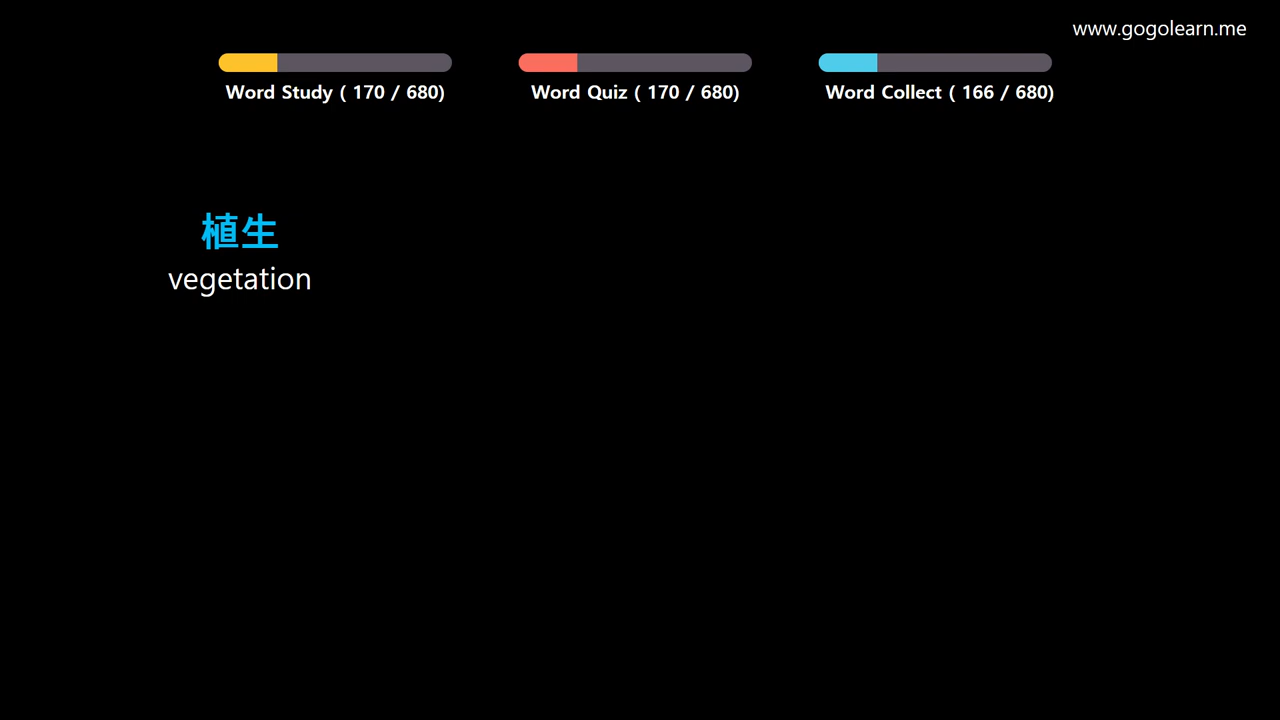 www.gogolearn.me
Word Study ( 170 / 680)
Word Quiz ( 170 / 680)
Word Collect ( 166 / 680)
植生
vegetation